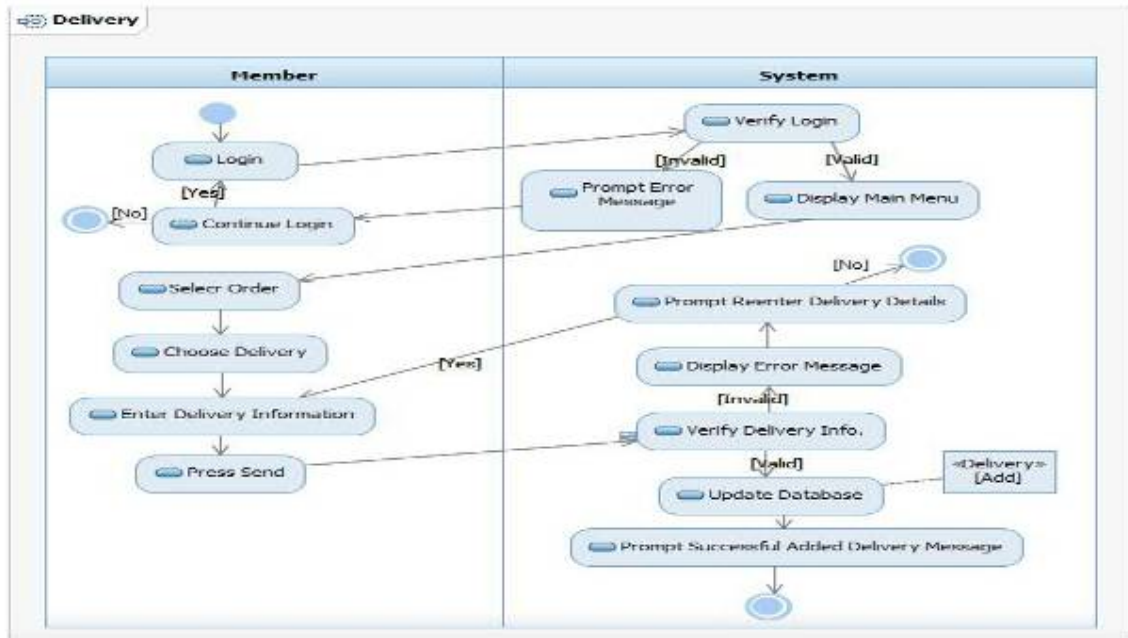 Delivery
Member
System
Verify Login
Login
[Invalid]
[Valid]
[Yes]
Prompt Error
Message
Display Main Menu
[No]
Continue Login
[No]
Selecr Order
Prompt Reenter Delivery Details
Choose Delivery
[Yes]
Display Error Message
[Invalid]
Enter Delivery Information
Verify Delivery Info.
Press Send
[Valid]
«Delivery»
[Add]
Update Database
Prompt Successful Added Delivery Message